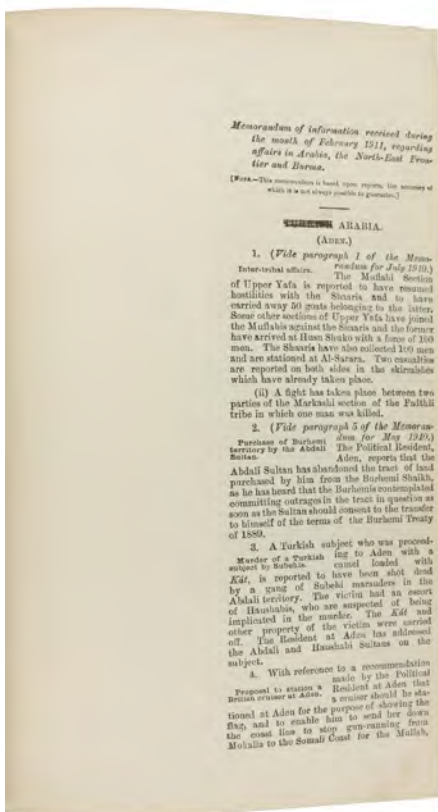 Memorandum of information received during
the month of February 1911, regarding
affairs in Arabia, the North-East Fron-
tier and Burma.
[NOTE.—This memorandum is based upon reports, the accuracy of
which it is not always possible to guarantee.]
TURKISH ARABIA.
(ADEN.)
1. (Vide paragraph 1 of the Memo-
Inter-tribal affairs. randum for July 1910.)
The Muflahi Section
of Upper Yafa is reported to have resumed
hostilities with the Shaaris and to have
carried away 50 goats belonging to the latter.
Some other sections of Upper Yafa have joined
the Muflahis against the Shaaris and the former
have arrived at Husn Shuko with a force of 100
men. The Shaaris have also collected 100 men
and are stationed at Al-Sarara. Two casualties
are reported on both sides in the skirmishes
which have already taken place.
(ii) A fight has taken place between two
parties of the Markashi section of the Fadhli
tribe in which one man was killed.
2. (Vide paragraph 5 of the Memoran-
Purchase of Burhemi dum for May 1910.)
territory by the Abdali The Political Resident,
Sultan. Aden, reports that the
Abdali Sultan has abandoned the tract of land
purchased by him from the Burhemi Shaikh,
as he has heard that the Burhemis contemplated
committing outrages in the tract in question as
soon as the Sultan should consent to the transfer
to himself of the terms of the Burhemi Treaty
of 1889.
3. A Turkish subject who was proceed-
Murder of a Turkish ing to Aden with a
subject by Subehis. camel loaded with
Kát, is reported to have been shot dead
by a gang of Subehi marauders in the
Abdali territory. The victim had an escort
of Haushabis, who are suspected of being
implicated in the murder. The Kát and
other property of the victim were carried
off. The Resident at Aden has addressed
the Abdali and Haushabi Sultans on the
subject.
4. With reference to a recommendation
made by the Political
Proposal to station a Resident at Aden that
British cruiser at Aden. a cruiser should be sta-
tioned at Aden for the purpose of showing the
flag, and to enable him to send her down
the coast line to stop gun-running from
Mokalla to the Somali Coast for the Mullah,